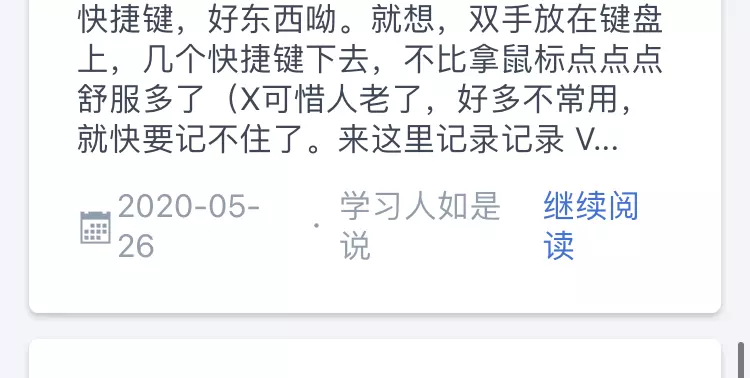 快捷键，好东西呦。就想，双手放在键盘
上，几个快捷键下去，不比拿鼠标点点点
舒服多了（X可惜人老了，好多不常用，
就快要记不住了。来这里记录记录 V...
2020-05-
26
·
学习人如是
说
继续阅
读